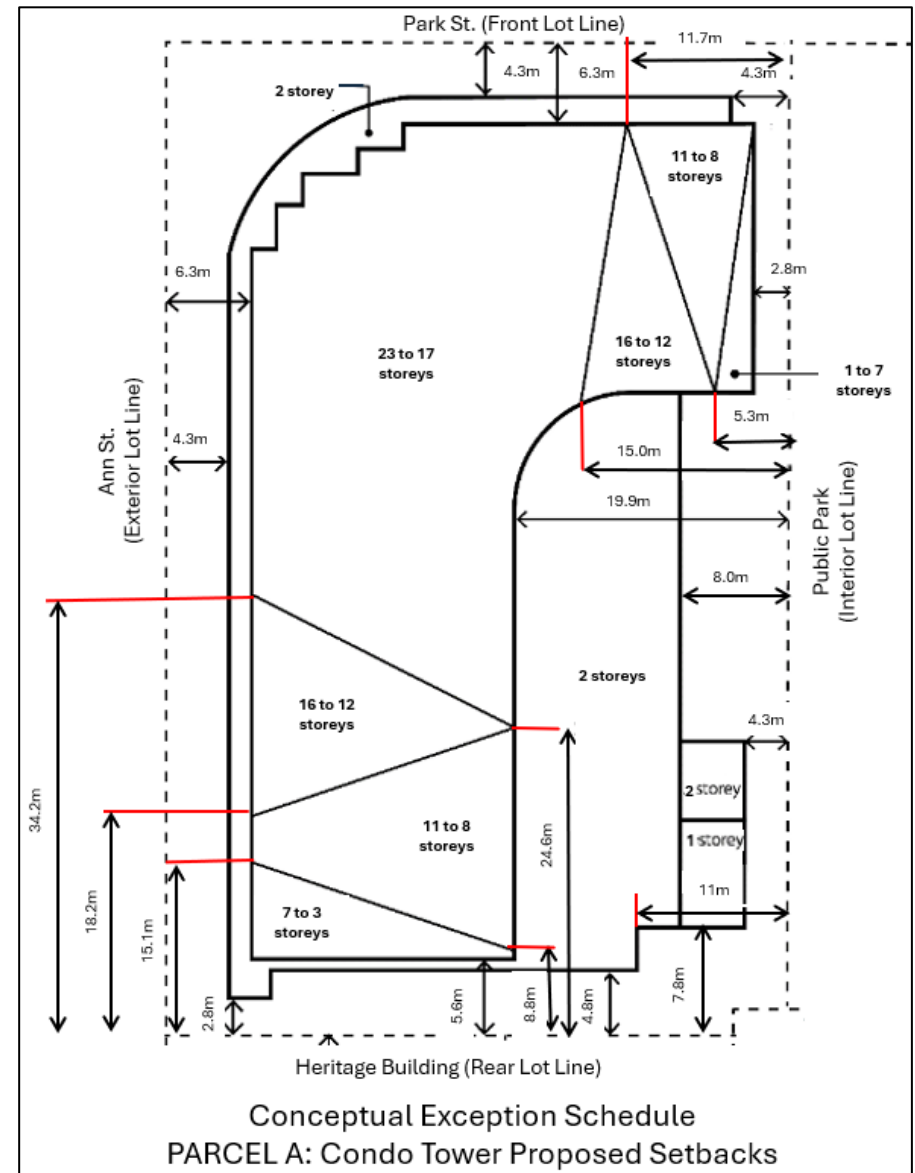 Park St. (Front Lot Line)
11.7m
4.3m
6.3m
4.3m
2 storey
11 to 8
storeys
6.3m
2.8m
23 to 17
storeys
16 to 12
storeys
1 to 7
storeys
5.3m
Ann St.
(Exterior Lot Line)
4.3m
15.0m
19.9m
Public Park
(Interior Lot Line)
8.0m
2 storeys
16 to 12
storeys
4.3m
2 storey
34.2m
18.2m
15.1m
11 to 8
storeys
24.6m
1 storey
11m
7 to 3
storeys
2.8m
5.6m
8.8m
4.8m
7.8m
Heritage Building (Rear Lot Line)
Conceptual Exception Schedule
PARCEL A: Condo Tower Proposed Setbacks